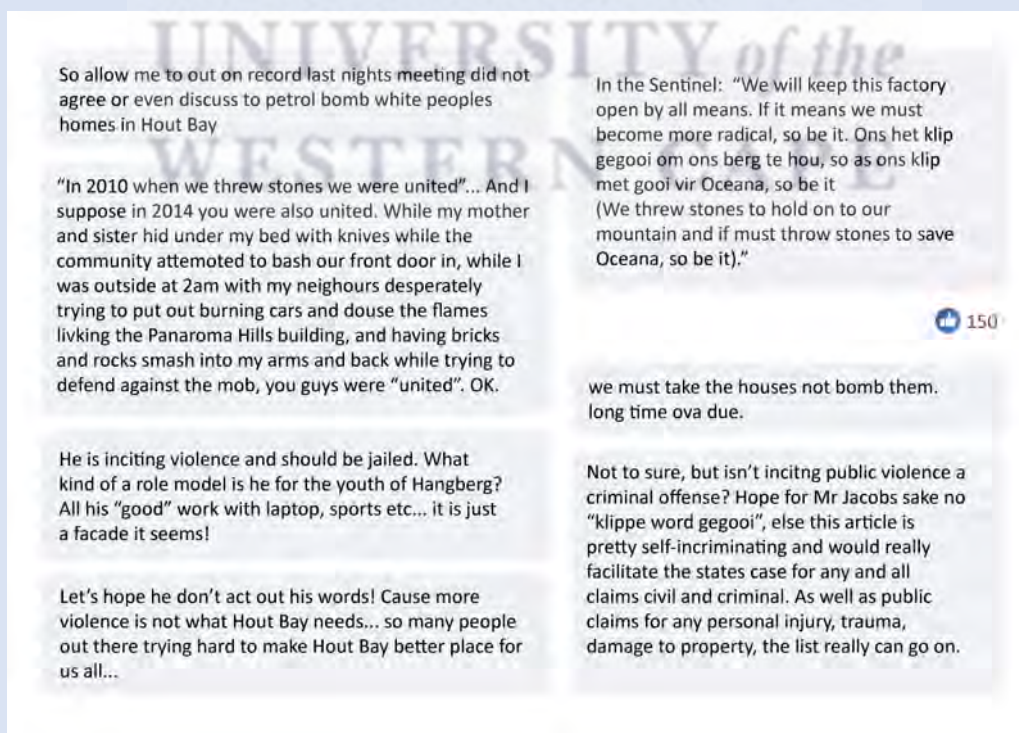 UNIVERSITY of the
WESTERN CAPE
So allow me to out on record last nights meeting did not
agree or even discuss to petrol bomb white peoples
homes in Hout Bay
“In 2010 when we threw stones we were united”... And I
suppose in 2014 you were also united. While my mother
and sister hid under my bed with knives while the
community attemoted to bash our front door in, while I
was outside at 2am with my neighours desperately
trying to put out burning cars and douse the flames
livking the Panaroma Hills building, and having bricks
and rocks smash into my arms and back while trying to
defend against the mob, you guys were “united”. OK.
He is inciting violence and should be jailed. What
kind of a role model is he for the youth of Hangberg?
All his “good” work with laptop, sports etc... it is just
a facade it seems!
Let’s hope he don’t act out his words! Cause more
violence is not what Hout Bay needs... so many people
out there trying hard to make Hout Bay better place for
us all...
In the Sentinel: “We will keep this factory
open by all means. If it means we must
become more radical, so be it. Ons het klip
gegooi om ons berg te hou, so as ons klip
met gooi vir Oceana, so be it
(We threw stones to hold on to our
mountain and if must throw stones to save
Oceana, so be it).”
150
we must take the houses not bomb them.
long time ova due.
Not to sure, but isn’t incitng public violence a
criminal offense? Hope for Mr Jacobs sake no
“klippe word gegooi”, else this article is
pretty self-incriminating and would really
facilitate the states case for any and all
claims civil and criminal. As well as public
claims for any personal injury, trauma,
damage to property, the list really can go on.